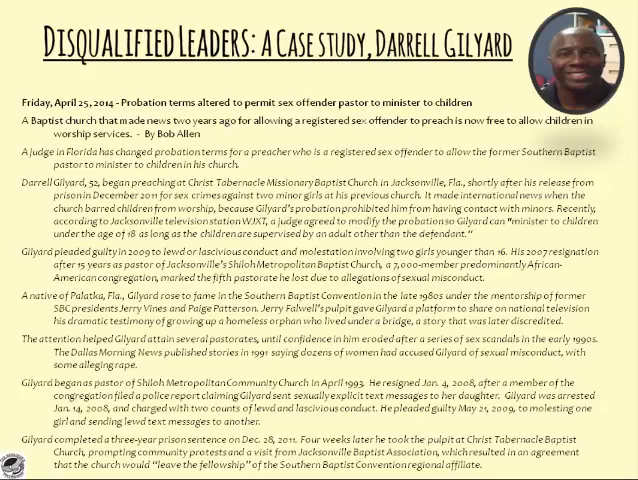 DISQUALIFIED LEADERS: A CASE STUDY, DARRELL GILYARD
Friday, April 25, 2014 - Probation terms altered to permit sex offender pastor to minister to children
A Baptist church that made news two years ago for allowing a registered sex offender to preach is now free to allow children in
worship services. - By Bob Allen
A judge in Florida has changed probation terms for a preacher who is a registered sex offender to allow the former Southern Baptist
pastor to minister to children in his church.
Darrell Gilyard, 52, began preaching at Christ Tabernacle Missionary Baptist Church in Jacksonville, Fla., shortly after his release from
prison in December 2011 for sex crimes against two minor girls at his previous church. It made international news when the
church barred children from worship, because Gilyard's probation prohibited him from having contact with minors. Recently,
according to Jacksonville television station WJXT, a judge agreed to modify the probation so Gilyard can "minister to children
under the age of 18 as long as the children are supervised by an adult other than the defendant."
Gilyard pleaded guilty in 2009 to lewd or lascivious conduct and molestation involving two girls younger than 16. His 2007 resignation
after 15 years as pastor of Jacksonville's Shiloh Metropolitan Baptist Church, a 7,000-member predominantly African-
American congregation, marked the fifth pastorate he lost due to allegations of sexual misconduct.
A native of Palatka, Fla., Gilyard rose to fame in the Southern Baptist Convention in the late 1980s under the mentorship of former
SBC presidents Jerry Vines and Paige Patterson. Jerry Falwell's pulpit gave Gilyard a platform to share on national television
his dramatic testimony of growing up a homeless orphan who lived under a bridge, a story that was later discredited.
The attention helped Gilyard attain several pastorates, until confidence in him eroded after a series of sex scandals in the early 1990s.
The Dallas Morning News published stories in 1991 saying dozens of women had accused Gilyard of sexual misconduct, with
some alleging rape.
Gilyard began as pastor of Shiloh Metropolitan Community Church in April 1993. He resigned Jan. 4, 2008, after a member of the
congregation filed a police report claiming Gilyard sent sexually explicit text messages to her daughter. Gilyard was arrested
Jan. 14, 2008, and charged with two counts of lewd and lascivious conduct. He pleaded guilty May 21, 2009, to molesting one
girl and sending lewd text messages to another.
Gilyard completed a three-year prison sentence on Dec. 28, 2011. Four weeks later he took the pulpit at Christ Tabernacle Baptist
Church, prompting community protests and a visit from Jacksonville Baptist Association, which resulted in an agreement
that the church would "leave the fellowship" of the Southern Baptist Convention regional affiliate.